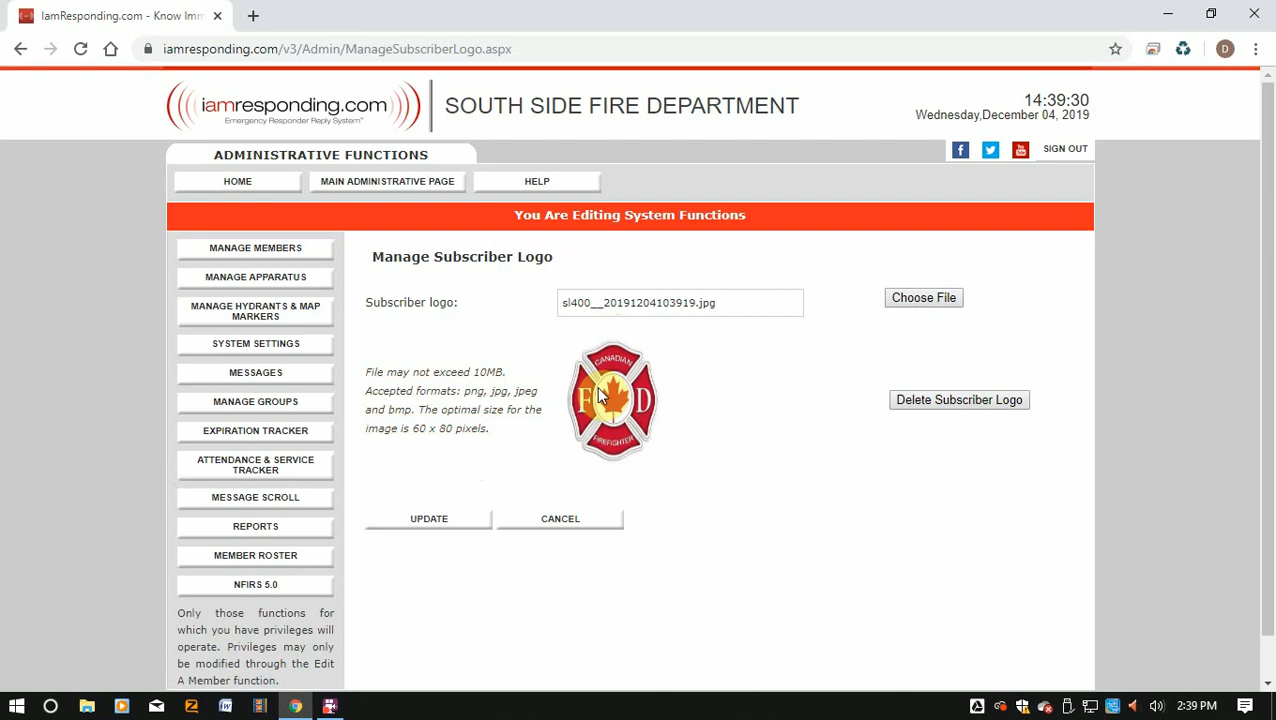 IamResponding.com - Know Imm
iamresponding.com/v3/Admin/ManageSubscriberLogo.aspx
D
iamresponding.com
Emergency Responder Reply System™
SOUTH SIDE FIRE DEPARTMENT
14:39:30
Wednesday,December 04, 2019
ADMINISTRATIVE FUNCTIONS
SIGN OUT
HOME
MAIN ADMINISTRATIVE PAGE
HELP
You Are Editing System Functions
MANAGE MEMBERS
MANAGE APPARATUS
MANAGE HYDRANTS & MAP
MARKERS
SYSTEM SETTINGS
MESSAGES
MANAGE GROUPS
EXPIRATION TRACKER
ATTENDANCE & SERVICE
TRACKER
MESSAGE SCROLL
REPORTS
MEMBER ROSTER
NFIRS 5.0
Only those functions for
which you have privileges will
operate. Privileges may only
be modified through the Edit
A Member function.
Manage Subscriber Logo
Subscriber logo:
sl400__20191204103919.jpg
Choose File
File may not exceed 10MB.
Accepted formats: png, jpg, jpeg
and bmp. The optimal size for the
image is 60 x 80 pixels.
CANADIAN
F D
FIREFIGHTER
Delete Subscriber Logo
UPDATE
CANCEL
2:39 PM